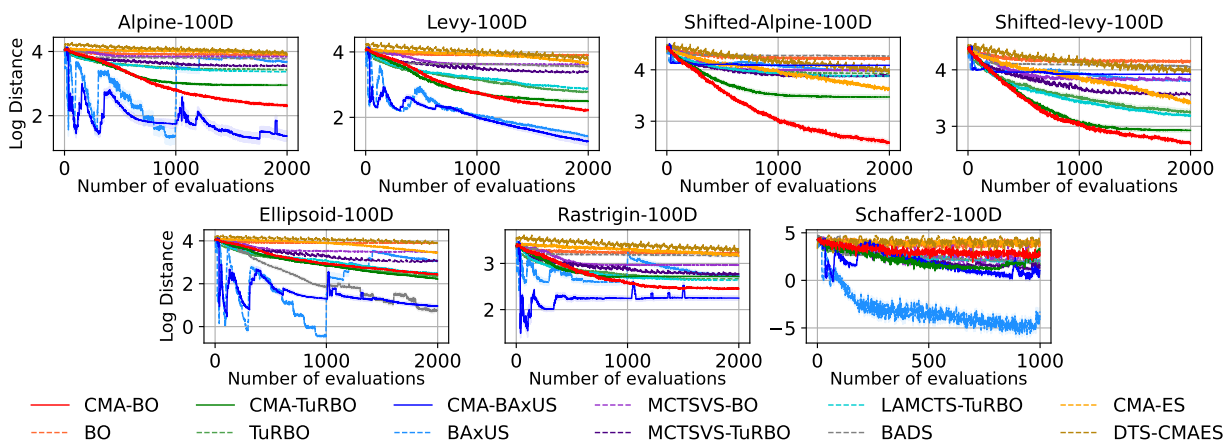 Alpine-100D Levy-100D Shifted-Alpine-100D Shifted-levy-100D
Log Distance
4
2
0 1000 2000
Number of evaluations
4
2
0 1000 2000
Number of evaluations
4
3
0 1000 2000
Number of evaluations
4
3
0 1000 2000
Number of evaluations
Ellipsoid-100D Rastrigin-100D Schaffer2-100D
Log Distance
4
2
0
0 1000 2000
Number of evaluations
3
2
0 1000 2000
Number of evaluations
5
0
−5
0 500 1000
Number of evaluations
CMA-BO CMA-TuRBO CMA-BAxUS MCTSVS-BO LAMCTS-TuRBO CMA-ES
BO TuRBO BAxUS MCTSVS-TuRBO BADS DTS-CMAES